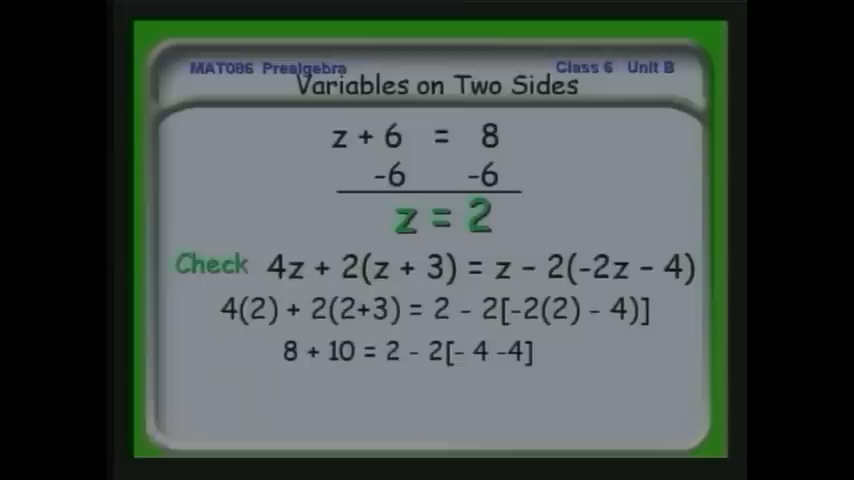 MAT086 Prealgebra Class 6 Unit B
Variables on Two Sides
z + 6 = 8
-6 -6
z = 2
Check 4z + 2(z + 3) = z - 2(-2z - 4)
4(2) + 2(2+3) = 2 - 2[-2(2) - 4)]
8 + 10 = 2 - 2[- 4 -4]